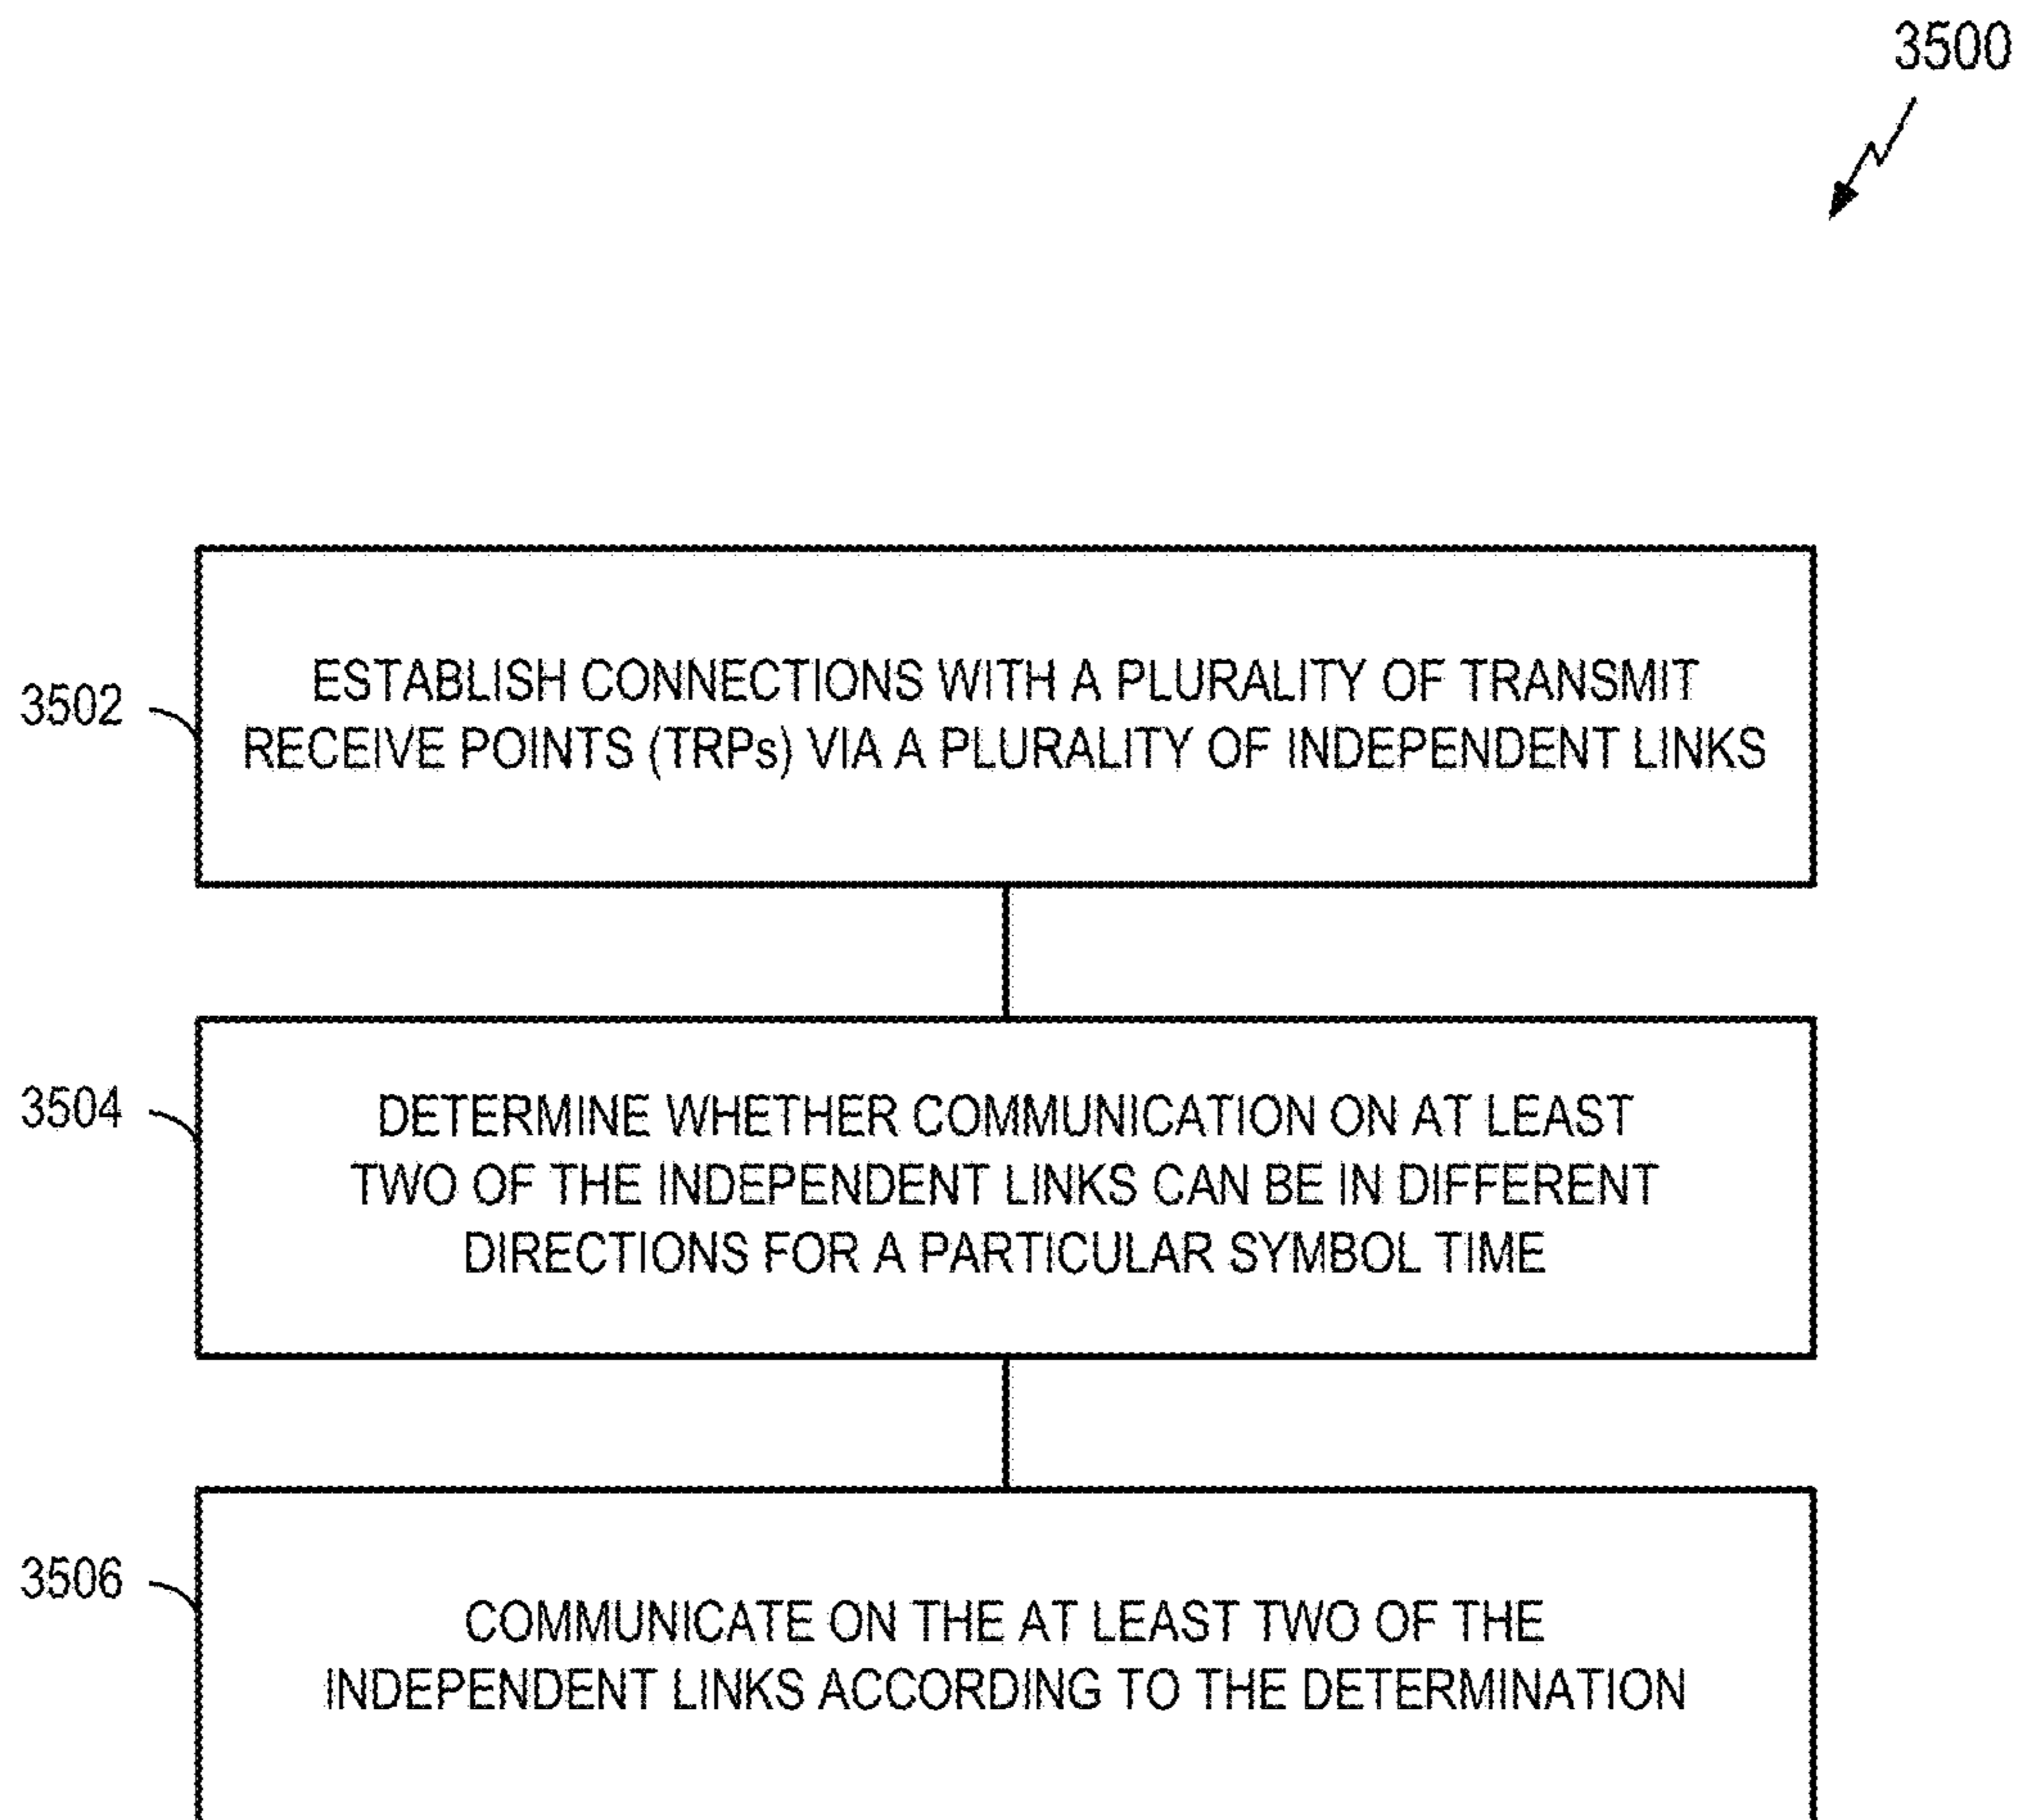 3500
3502
ESTABLISH CONNECTIONS WITH A PLURALITY OF TRANSMIT
RECEIVE POINTS (TRPs) VIA A PLURALITY OF INDEPENDENT LINKS
3504
DETERMINE WHETHER COMMUNICATION ON AT LEAST
TWO OF THE INDEPENDENT LINKS CAN BE IN DIFFERENT
DIRECTIONS FOR A PARTICULAR SYMBOL TIME
3506
COMMUNICATE ON THE AT LEAST TWO OF THE
INDEPENDENT LINKS ACCORDING TO THE DETERMINATION